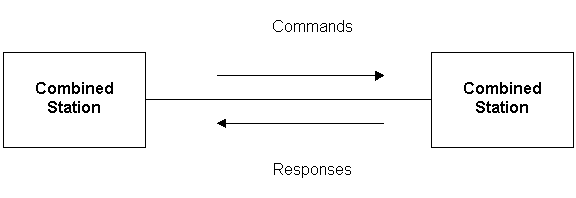 Commands
Combined
Station
Combined
Station
Responses